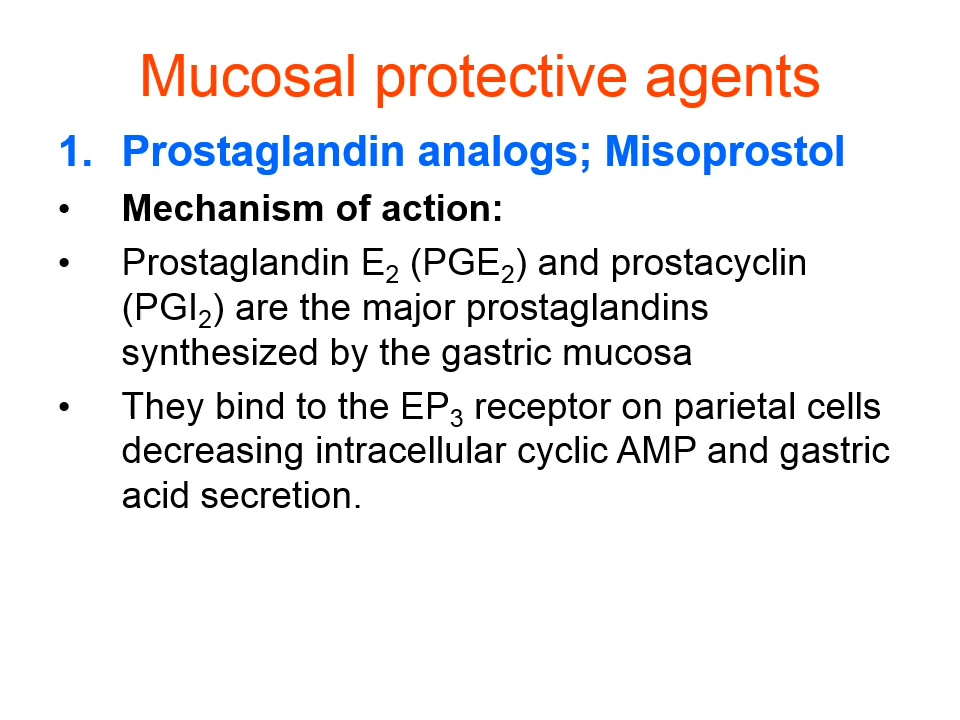 Mucosal protective agents
1. Prostaglandin analogs; Misoprostol
• Mechanism of action:
• Prostaglandin E₂ (PGE₂) and prostacyclin
(PGI₂) are the major prostaglandins
synthesized by the gastric mucosa
• They bind to the EP₃ receptor on parietal cells
decreasing intracellular cyclic AMP and gastric
acid secretion.